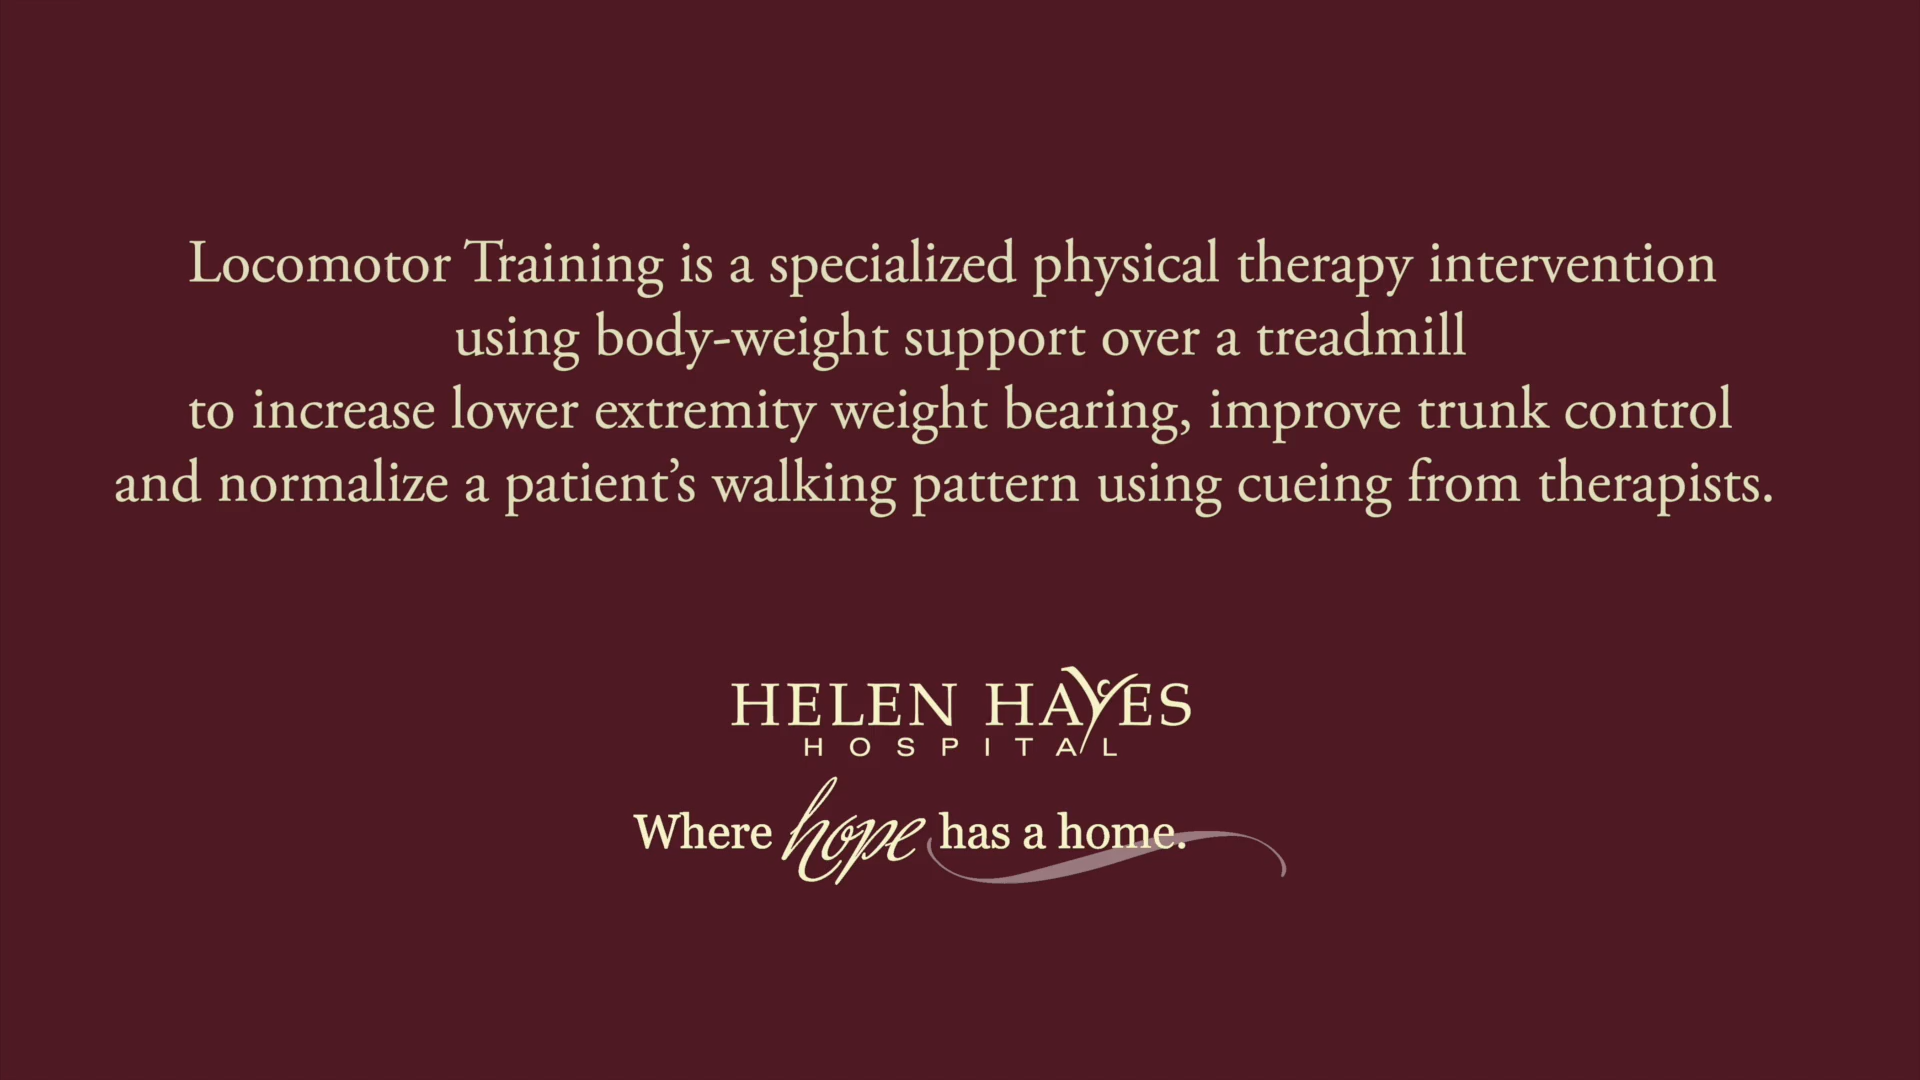 Locomotor Training is a specialized physical therapy intervention
using body-weight support over a treadmill
to increase lower extremity weight bearing, improve trunk control
and normalize a patient’s walking pattern using cueing from therapists.
HELEN HAYES
HOSPITAL
Where hope has a home.